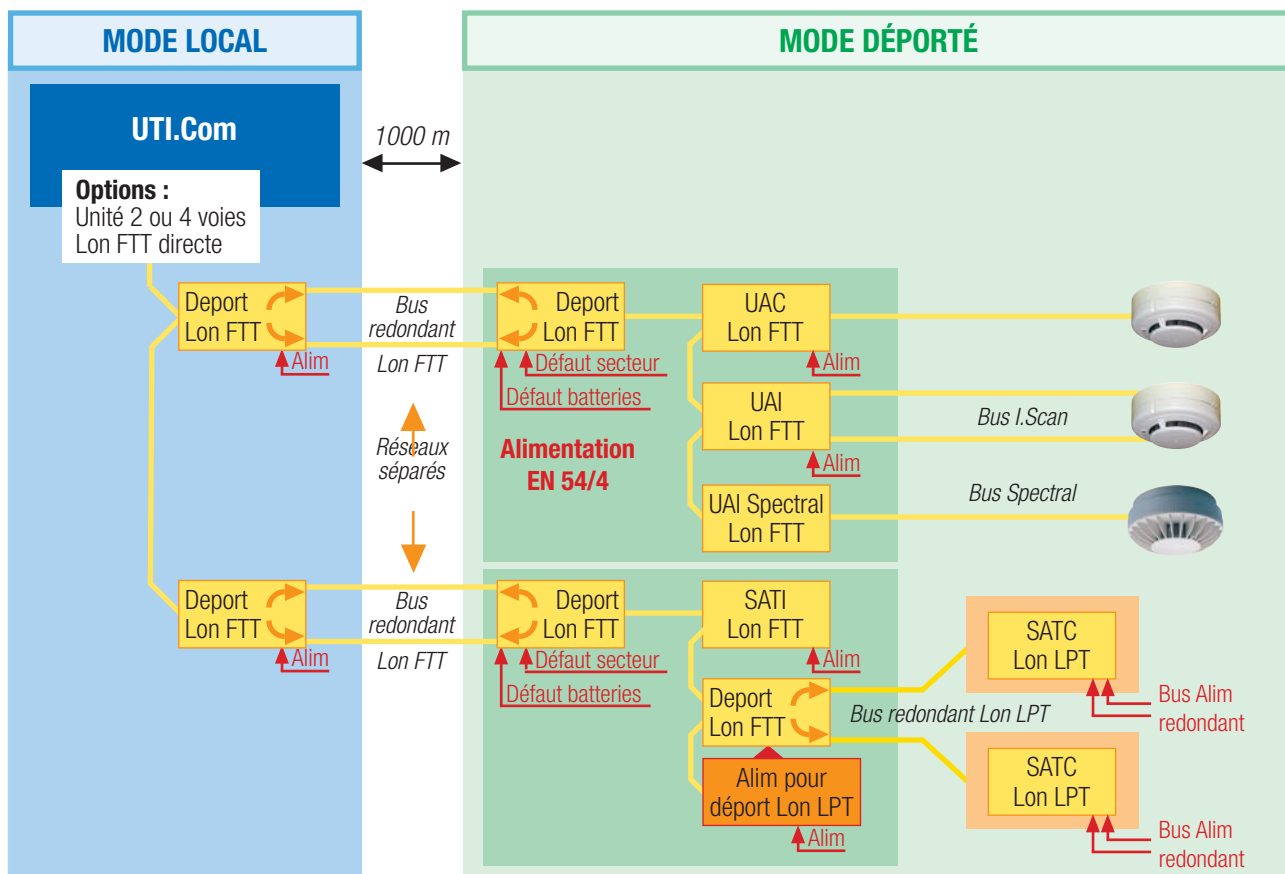 MODE LOCAL
MODE DÉPORTÉ
UTI.Com
1000 m
Options :
Unité 2 ou 4 voies
Lon FTT directe
Deport
Lon FTT
Alim
Bus
redondant
Lon FTT
Deport
Lon FTT
Défaut secteur
Défaut batteries
UAC
Lon FTT
Alim
UAI
Lon FTT
Alim
Bus I.Scan
Réseaux
séparés
Alimentation
EN 54/4
UAI Spectral
Lon FTT
Bus Spectral
Deport
Lon FTT
Alim
Bus
redondant
Lon FTT
Deport
Lon FTT
Défaut secteur
Défaut batteries
SATI
Lon FTT
Alim
Deport
Lon FTT
Bus redondant Lon LPT
Alim pour
déport Lon LPT
Alim
SATC
Lon LPT
Bus Alim
redondant
SATC
Lon LPT
Bus Alim
redondant